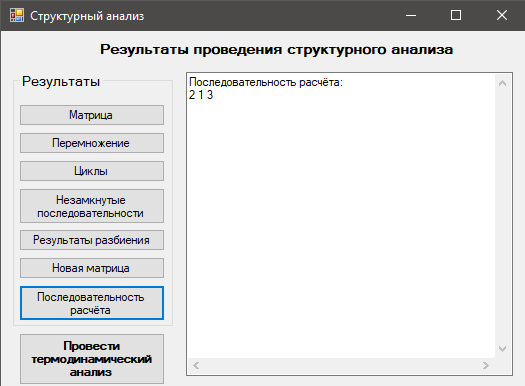 Структурный анализ
Результаты проведения структурного анализа
Результаты
Матрица
Перемножение
Циклы
Незамкнутые
последовательности
Результаты разбиения
Новая матрица
Последовательность
расчёта
Провести
термодинамический
анализ
Последовательность расчёта:
2 1 3